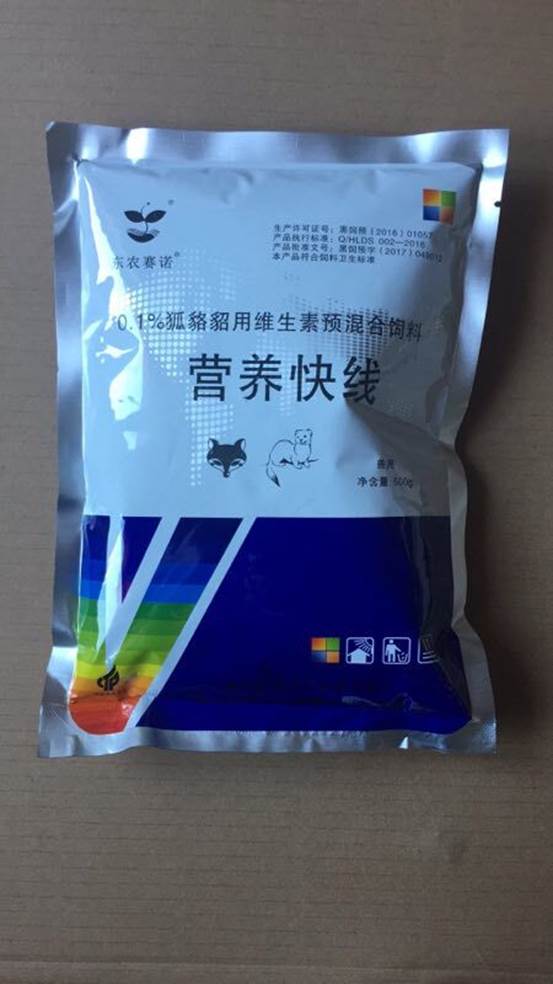 生产许可证号：黑饲预（2016）01057
产品执行标准：Q/HLDS 002—2016
产品批准文号：黑饲预字（2017）
本产品符合饲料卫生标准
东农赛诺®
0.1%狐貉貂用维生素预混合饲料
营养快线
净含量 500g